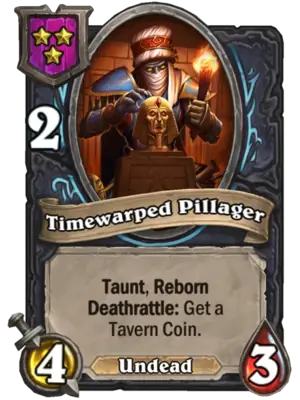 2
Timewarped Pillager
Taunt, Reborn
Deathrattle: Get a
Tavern Coin.
4
Undead
3